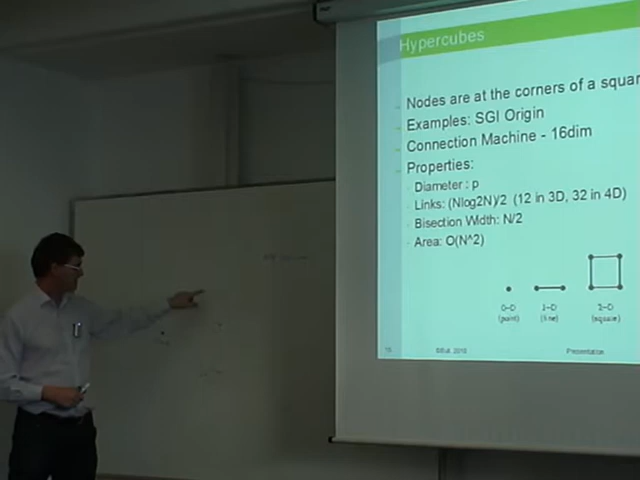 Hypercubes
Nodes are at the corners of a squar
Examples: SGI Origin
Connection Machine - 16dim
Properties:
Diameter : p
Links: (Nlog2N)/2 (12 in 3D, 32 in 4D)
Bisection Width: N/2
Area: O(N^2)
0-D 1-D 2-D
(point) (line) (square)
Presentation